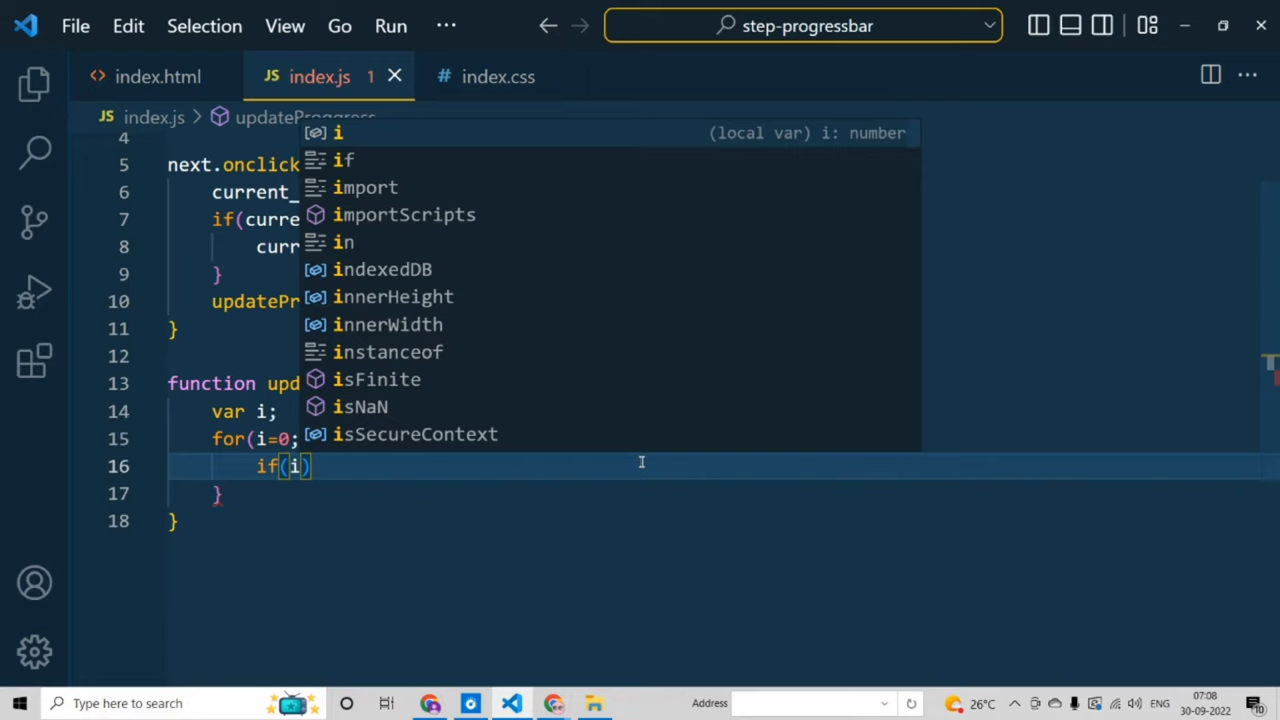 File Edit Selection View Go Run ··· step-progressbar
index.html JS index.js 1 # index.css
JS index.js
4
5 next.onclick
6 current_
7 if(curre
8 curr
9 }
10 updatePr
11 }
12
13 function upd
14 var i;
15 for(i=0;
16 if(i)
17 }
18 }
i (local var) i: number
if
import
importScripts
in
indexedDB
innerHeight
innerWidth
instanceof
isFinite
isNaN
isSecureContext
Type here to search Address 26°C ENG 07:08
30-09-2022 10